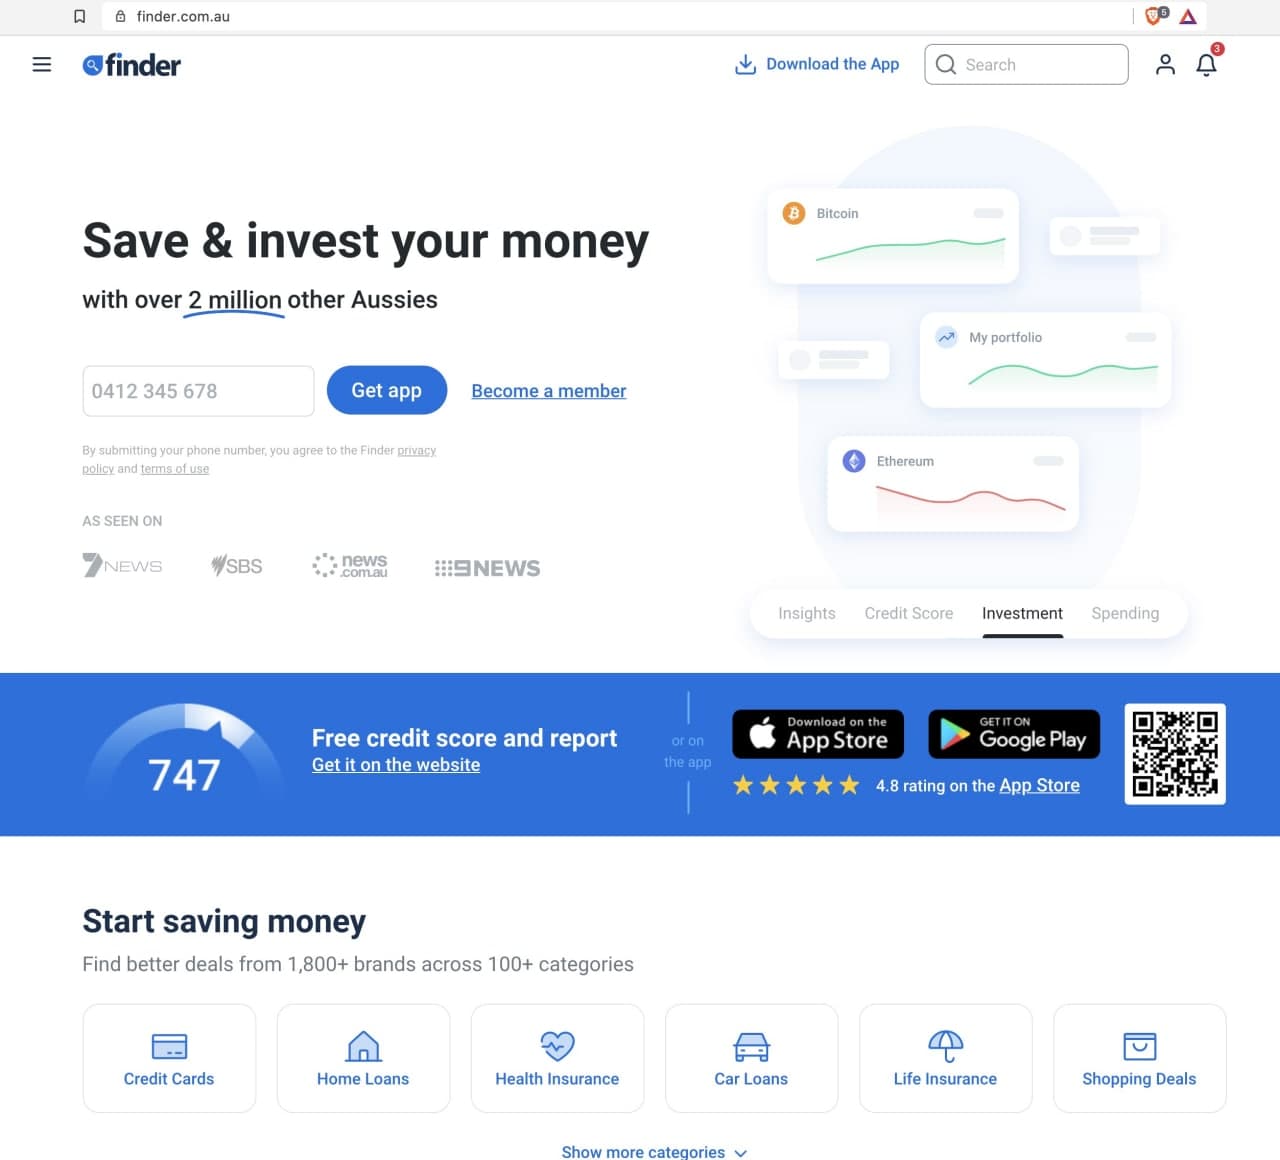 finder.com.au
5
finder
Download the App
Search
3
Save & invest your money
with over 2 million other Aussies
0412 345 678
Get app
Become a member
By submitting your phone number, you agree to the Finder privacy
policy and terms of use
AS SEEN ON
7NEWS
SBS
news
.com.au
9NEWS
Bitcoin
My portfolio
Ethereum
Insights
Credit Score
Investment
Spending
747
Free credit score and report
Get it on the website
or on
the app
Download on the
App Store
GET IT ON
Google Play
4.8 rating on the App Store
Start saving money
Find better deals from 1,800+ brands across 100+ categories
Credit Cards
Home Loans
Health Insurance
Car Loans
Life Insurance
Shopping Deals
Show more categories